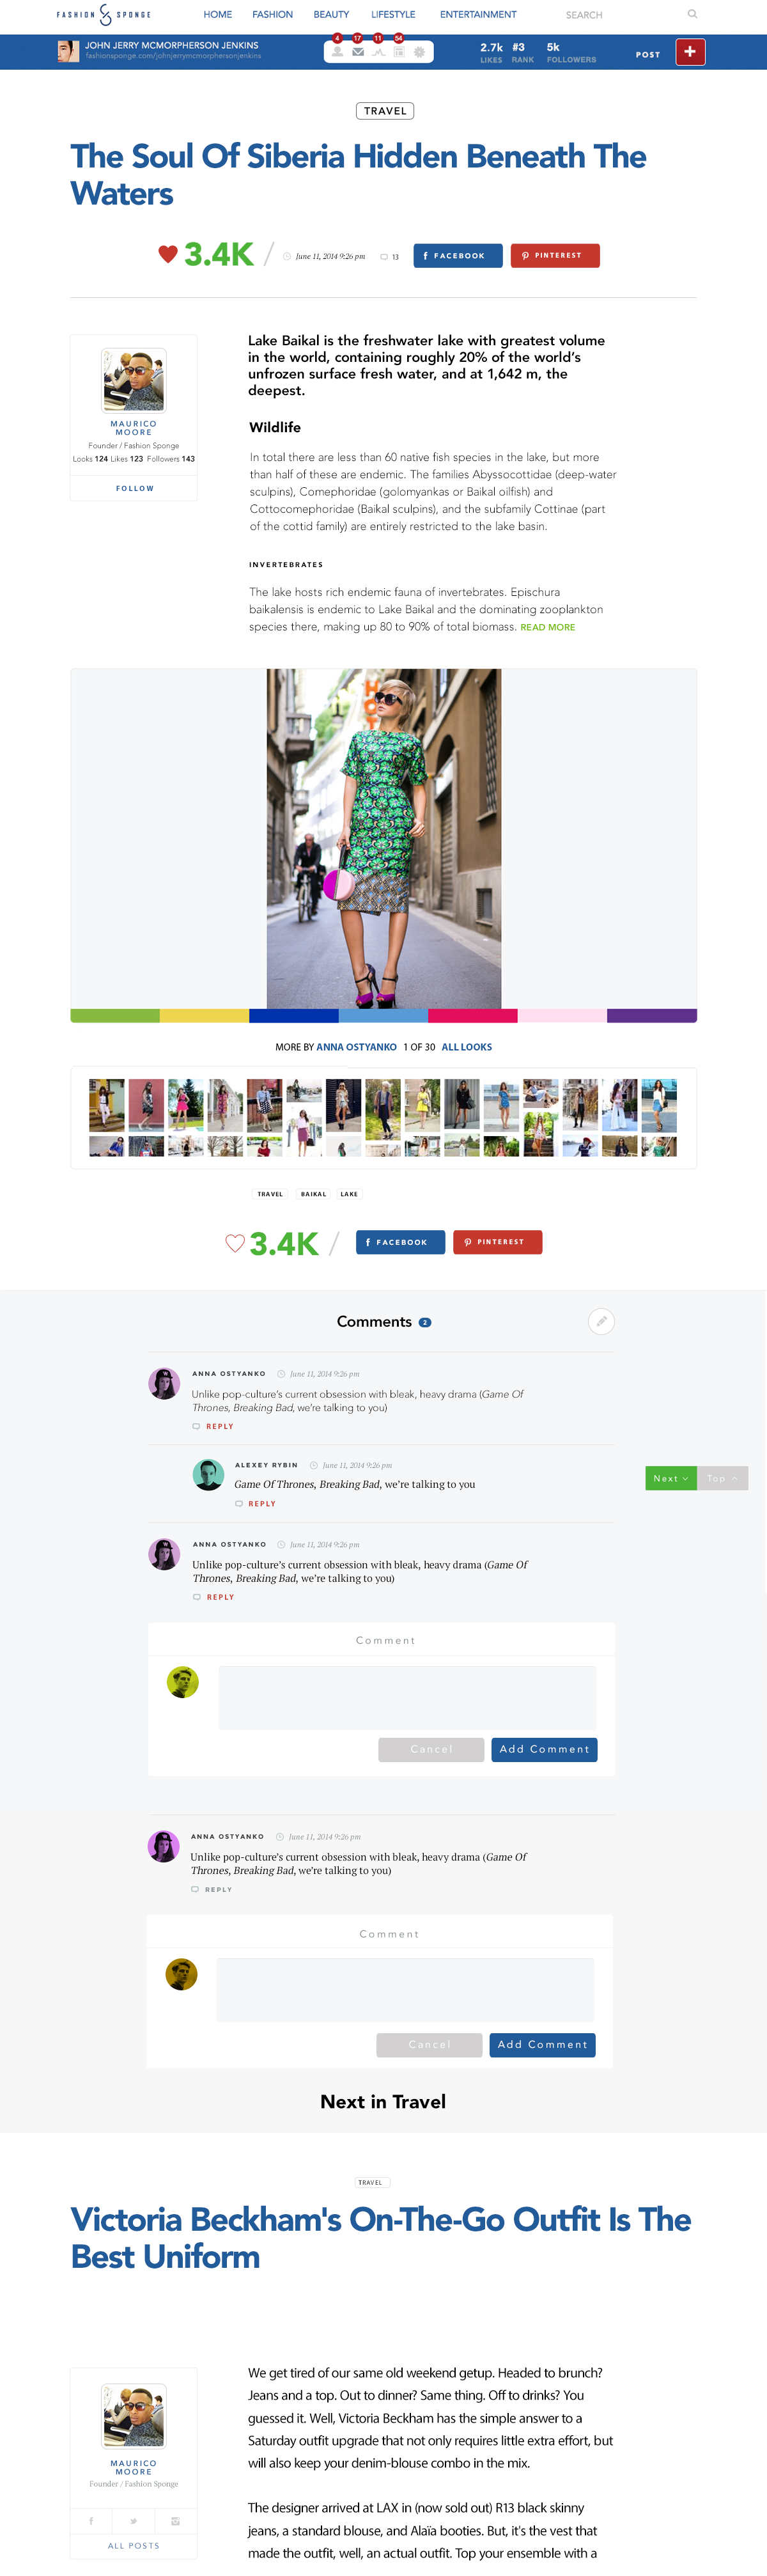 FASHION SPONGE
HOME FASHION BEAUTY LIFESTYLE ENTERTAINMENT SEARCH
JOHN JERRY MCMORPHERSON JENKINS
fashionsponge.com/johnjerrymcmorphersonjenkins
4 17 11 54
2.7k #3 5k
LIKES RANK FOLLOWERS
POST
TRAVEL
The Soul Of Siberia Hidden Beneath The
Waters
3.4K / June 11, 2014 9:26 pm 13 FACEBOOK PINTEREST
MAURICO
MOORE
Founder / Fashion Sponge
Looks 124 Likes 123 Followers 143
FOLLOW
Lake Baikal is the freshwater lake with greatest volume
in the world, containing roughly 20% of the world's
unfrozen surface fresh water, and at 1,642 m, the
deepest.
Wildlife
In total there are less than 60 native fish species in the lake, but more
than half of these are endemic. The families Abyssocottidae (deep-water
sculpins), Comephoridae (golomyankas or Baikal oilfish) and
Cottocomephoridae (Baikal sculpins), and the subfamily Cottinae (part
of the cottid family) are entirely restricted to the lake basin.
INVERTEBRATES
The lake hosts rich endemic fauna of invertebrates. Epischura
baikalensis is endemic to Lake Baikal and the dominating zooplankton
species there, making up 80 to 90% of total biomass. READ MORE
HOT
MORE BY ANNA OSTYANKO 1 OF 30 ALL LOOKS
TRAVEL BAIKAL LAKE
3.4K / FACEBOOK PINTEREST
Comments 2
ANNA OSTYANKO June 11, 2014 9:26 pm
Unlike pop-culture's current obsession with bleak, heavy drama (Game Of
Thrones, Breaking Bad, we're talking to you)
REPLY
ALEXEY RYBIN June 11, 2014 9:26 pm
Game Of Thrones, Breaking Bad, we're talking to you
REPLY
Next Top
ANNA OSTYANKO June 11, 2014 9:26 pm
Unlike pop-culture's current obsession with bleak, heavy drama (Game Of
Thrones, Breaking Bad, we're talking to you)
REPLY
Comment
Cancel Add Comment
ANNA OSTYANKO June 11, 2014 9:26 pm
Unlike pop-culture's current obsession with bleak, heavy drama (Game Of
Thrones, Breaking Bad, we're talking to you)
REPLY
Comment
Cancel Add Comment
Next in Travel
TRAVEL
Victoria Beckham's On-The-Go Outfit Is The
Best Uniform
MAURICO
MOORE
Founder / Fashion Sponge
ALL POSTS
We get tired of our same old weekend getup. Headed to brunch?
Jeans and a top. Out to dinner? Same thing. Off to drinks? You
guessed it. Well, Victoria Beckham has the simple answer to a
Saturday outfit upgrade that not only requires little extra effort, but
will also keep your denim-blouse combo in the mix.
The designer arrived at LAX in (now sold out) R13 black skinny
jeans, a standard blouse, and Alaïa booties. But, it's the vest that
made the outfit, well, an actual outfit. Top your ensemble with a